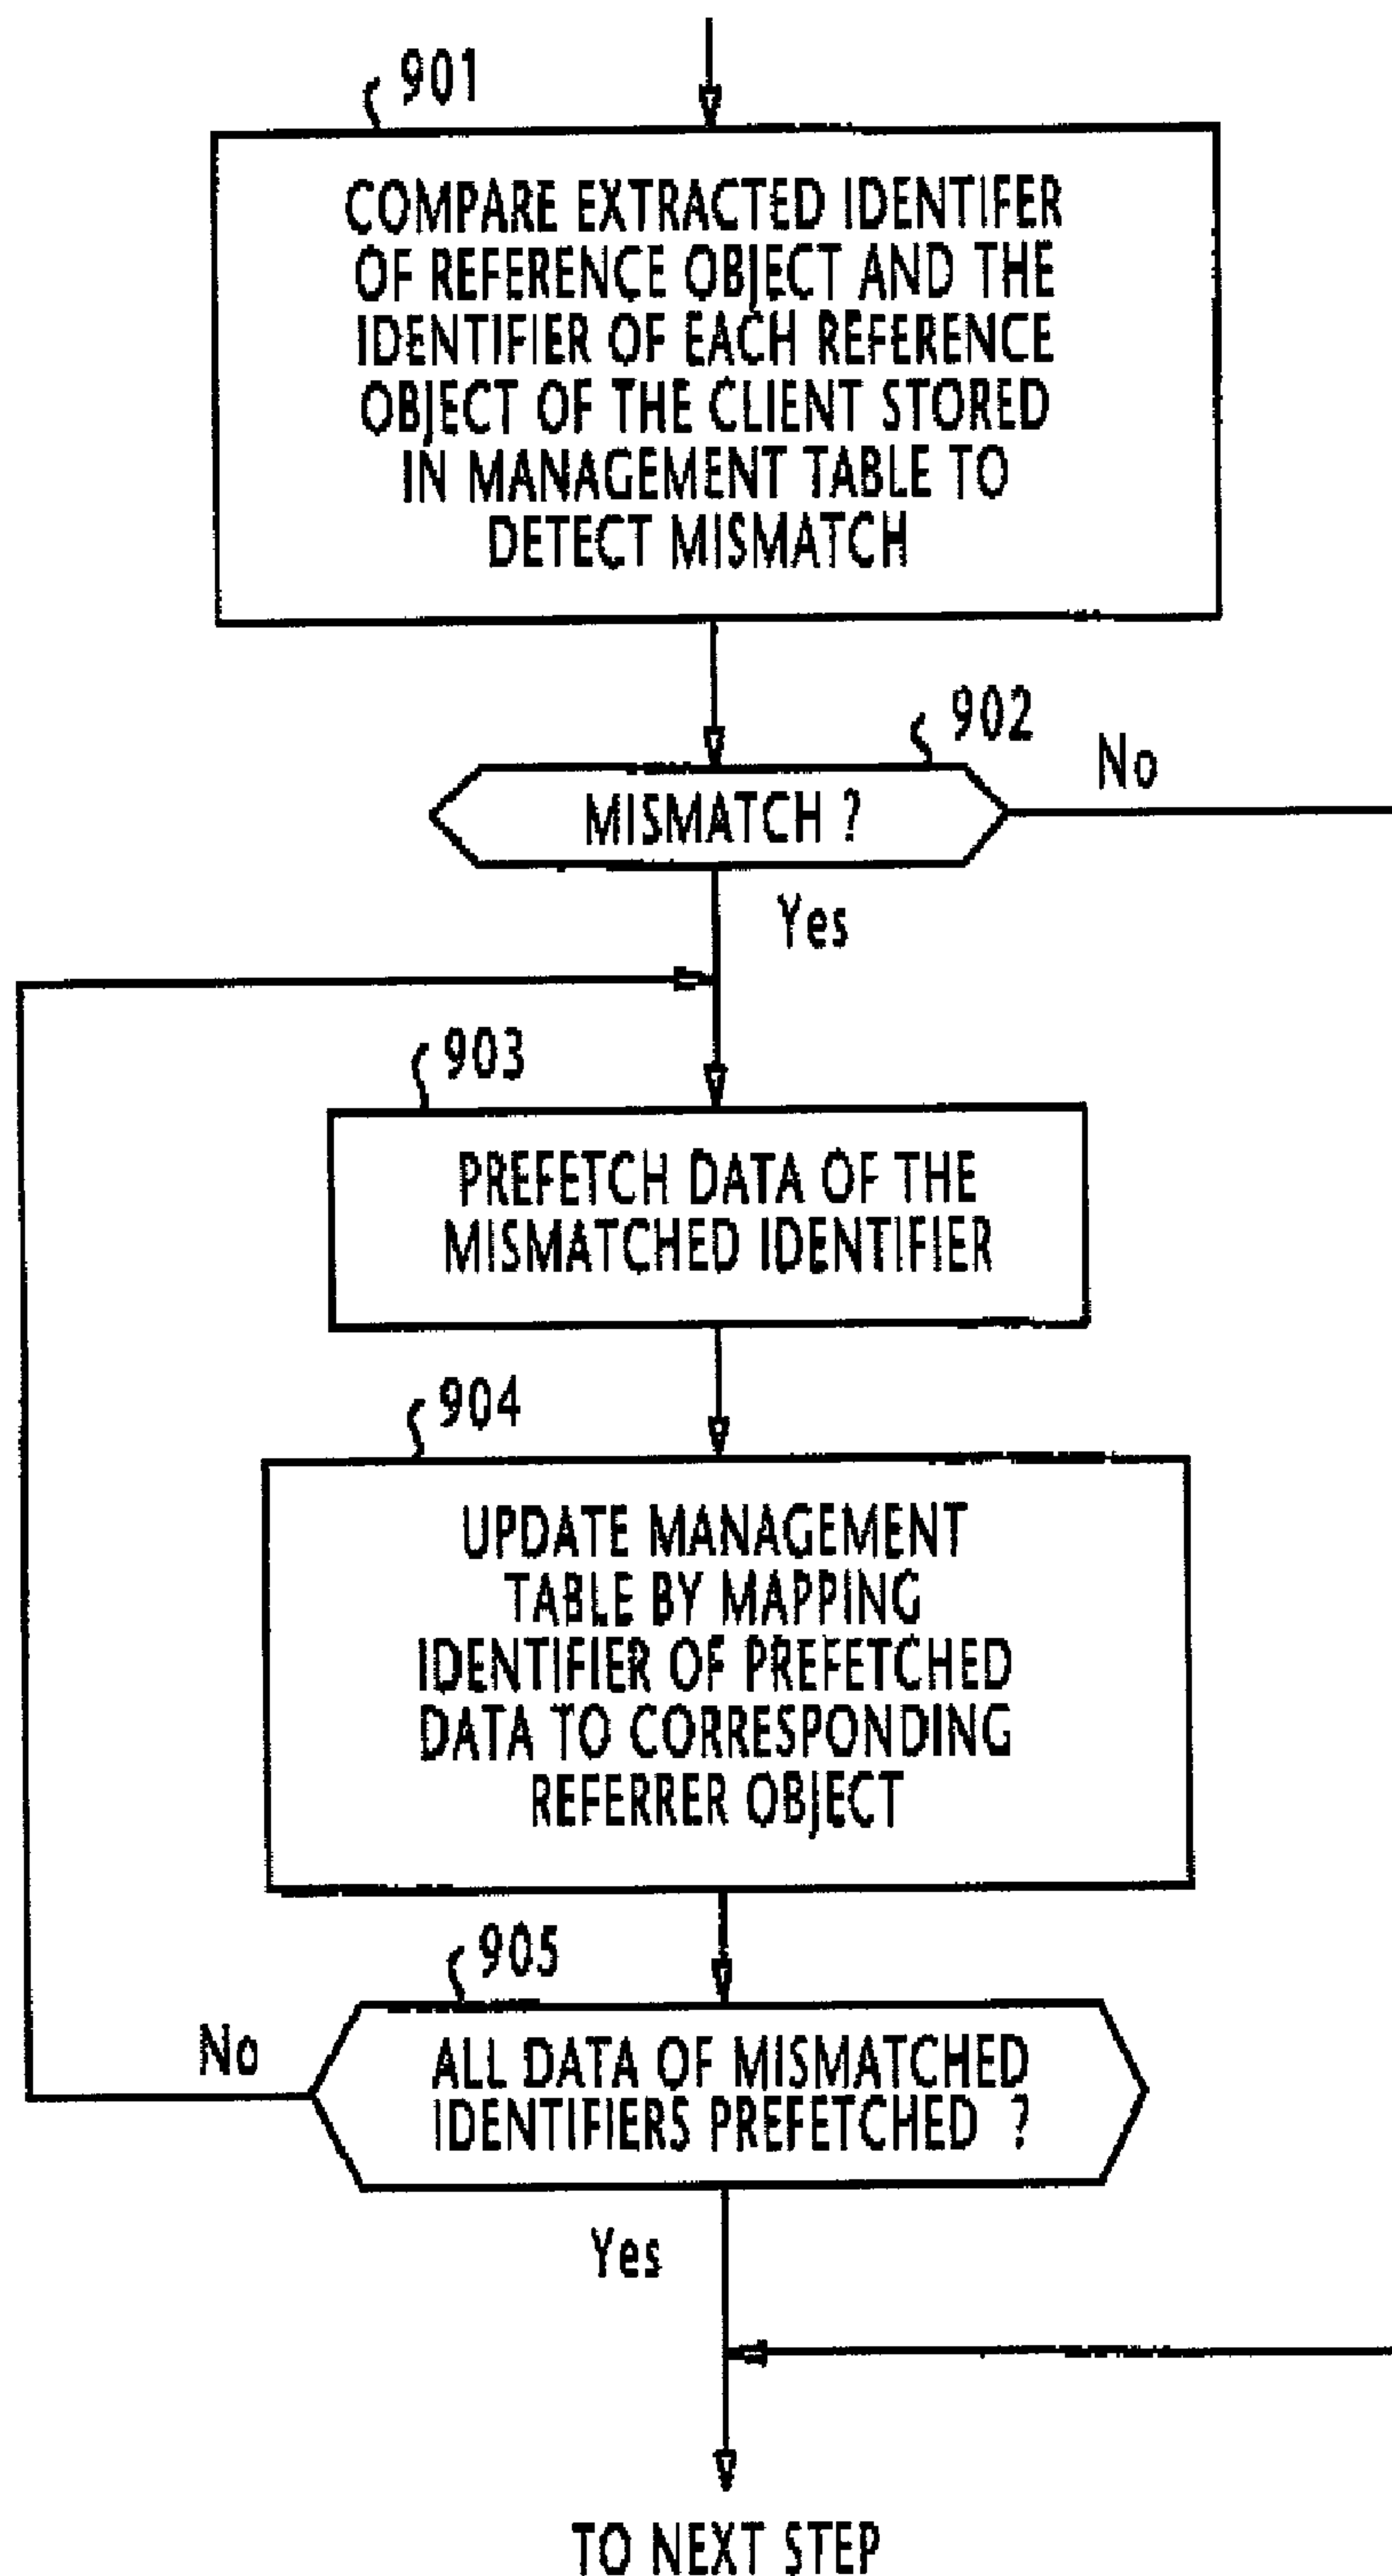 901
COMPARE EXTRACTED IDENTIFER
OF REFERENCE OBJECT AND THE
IDENTIFIER OF EACH REFERENCE
OBJECT OF THE CLIENT STORED
IN MANAGEMENT TABLE TO
DETECT MISMATCH
902
No
MISMATCH ?
Yes
903
PREFETCH DATA OF THE
MISMATCHED IDENTIFIER
904
UPDATE MANAGEMENT
TABLE BY MAPPING
IDENTIFIER OF PREFETCHED
DATA TO CORRESPONDING
REFERRER OBJECT
905
No
ALL DATA OF MISMATCHED
IDENTIFIERS PREFETCHED ?
Yes
TO NEXT STEP